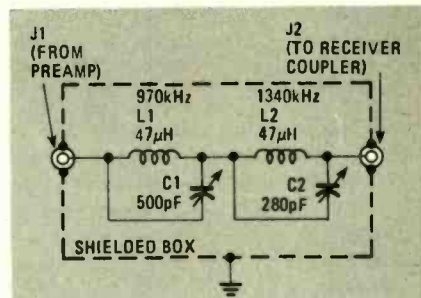 J1
(FROM
PREAMP)
J2
(TO RECEIVER
COUPLER)
970kHz
L1
47µH
1340kHz
L2
47µH
C1
500pF
C2
280pF
SHIELDED BOX